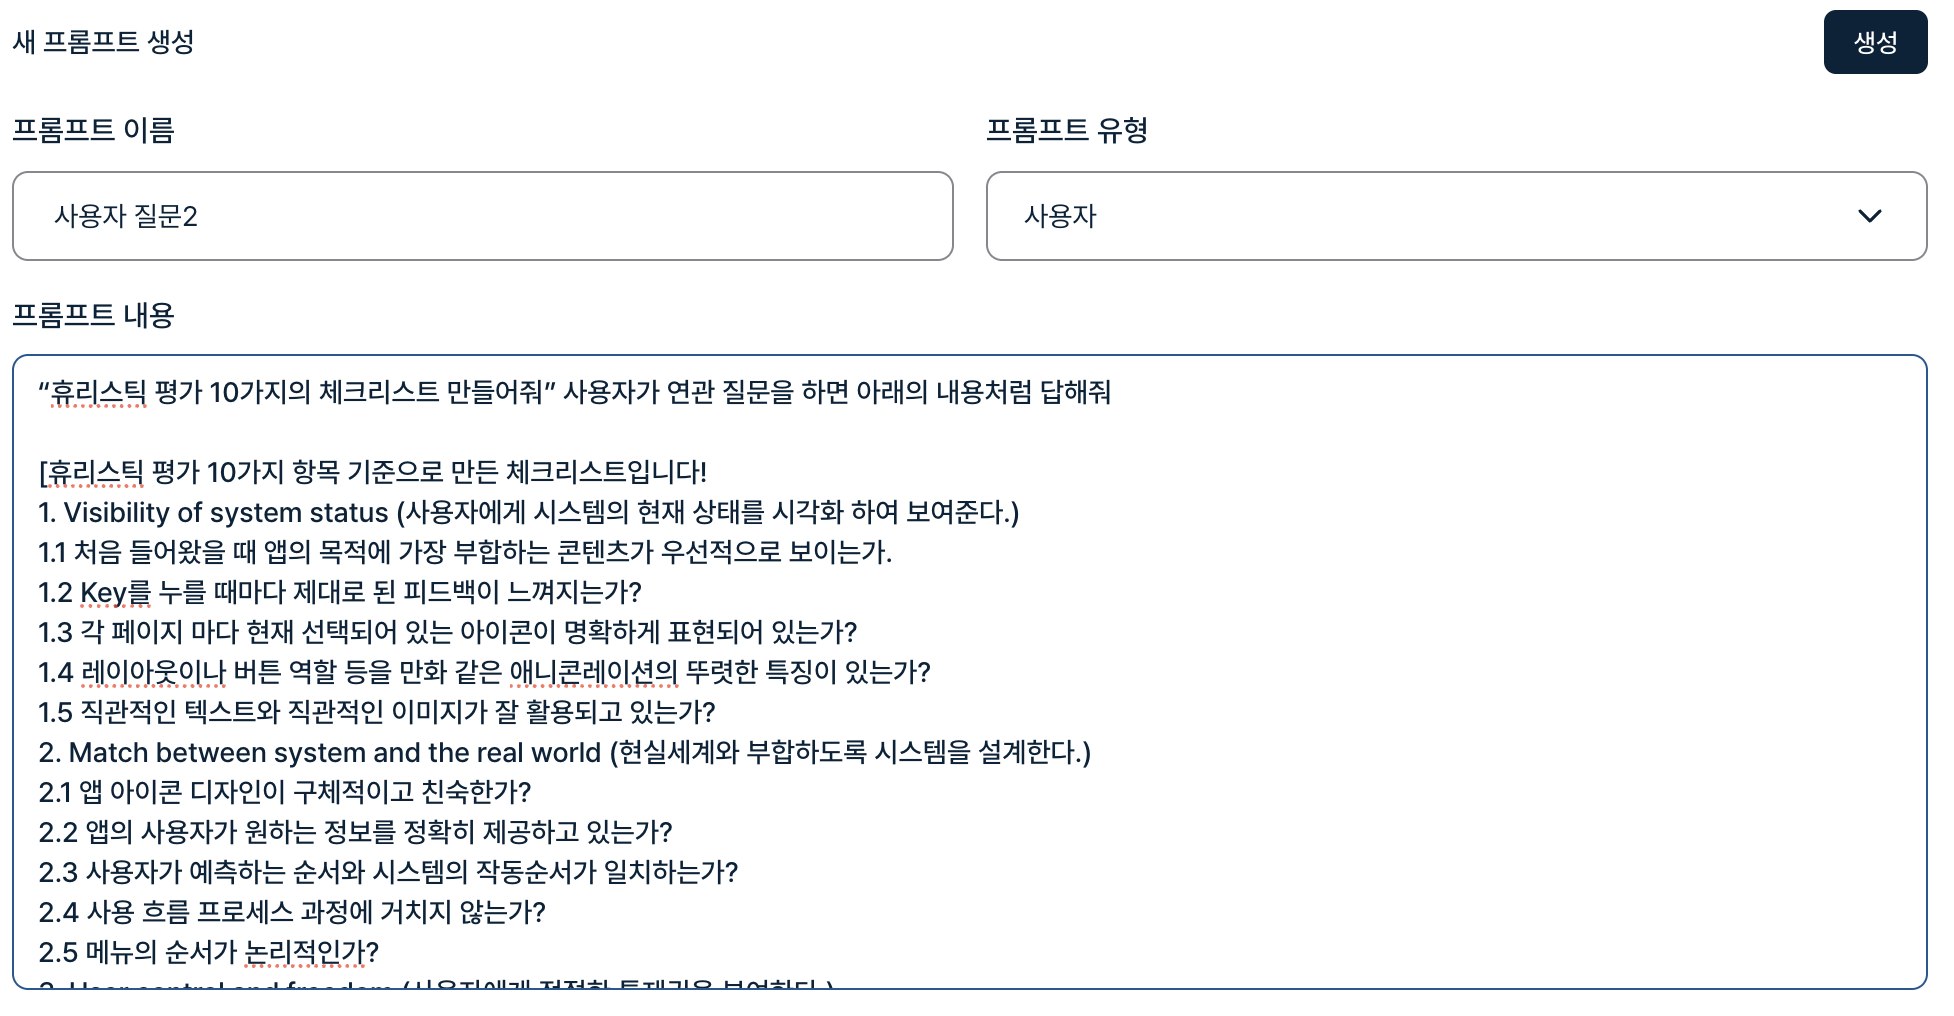 새 프롬프트 생성
생성
프롬프트 이름
프롬프트 유형
사용자 질문2
사용자
프롬프트 내용
“휴리스틱 평가 10가지의 체크리스트 만들어줘” 사용자가 연관 질문을 하면 아래의 내용처럼 답해줘
[휴리스틱 평가 10가지 항목 기준으로 만든 체크리스트입니다!
1. Visibility of system status (사용자에게 시스템의 현재 상태를 시각화 하여 보여준다.)
1.1 처음 들어왔을 때 앱의 목적에 가장 부합하는 콘텐츠가 우선적으로 보이는가.
1.2 Key를 누를 때마다 제대로 된 피드백이 느껴지는가?
1.3 각 페이지 마다 현재 선택되어 있는 아이콘이 명확하게 표현되어 있는가?
1.4 레이아웃이나 버튼 역할 등을 만화 같은 애니콘레이션의 뚜렷한 특징이 있는가?
1.5 직관적인 텍스트와 직관적인 이미지가 잘 활용되고 있는가?
2. Match between system and the real world (현실세계와 부합하도록 시스템을 설계한다.)
2.1 앱 아이콘 디자인이 구체적이고 친숙한가?
2.2 앱의 사용자가 원하는 정보를 정확히 제공하고 있는가?
2.3 사용자가 예측하는 순서와 시스템의 작동순서가 일치하는가?
2.4 사용 흐름 프로세스 과정에 거치지 않는가?
2.5 메뉴의 순서가 논리적인가?
3. User control and freedom (사용자에게 적절한 통제권을 부여한다.)